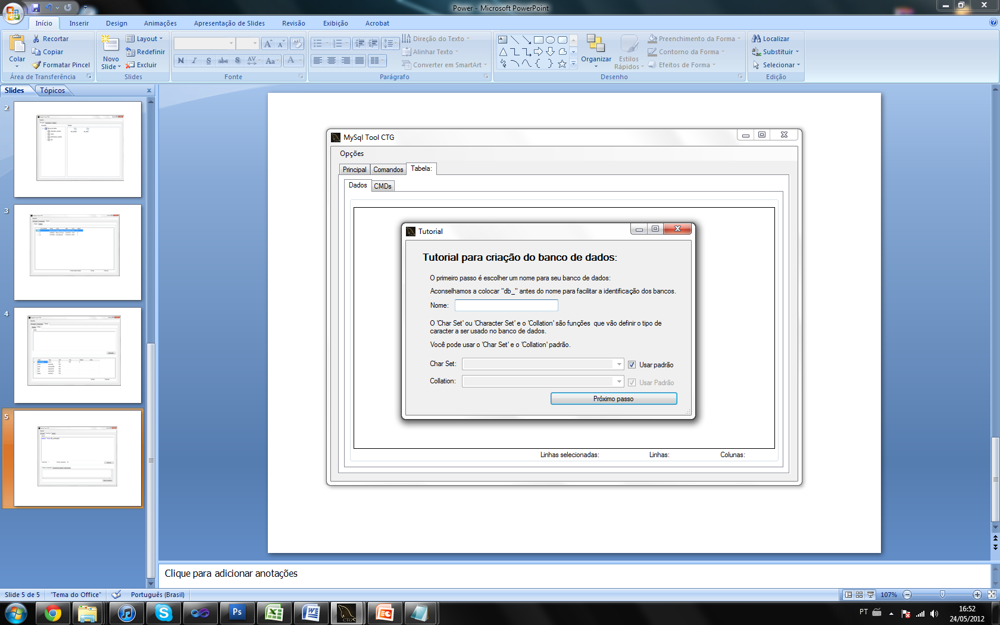 Power - Microsoft PowerPoint
Início Inserir Design Animações Apresentação de Slides Revisão Exibição Acrobat
Colar
Recortar
Copiar
Formatar Pincel
Área de Transferência
Novo
Slide
Layout
Redefinir
Excluir
Slides
N I S abc S AV Aa A
Fonte
Direção do Texto
Alinhar Texto
Converter em SmartArt
Parágrafo
Organizar
Estilos
Rápidos
Preenchimento da Forma
Contorno da Forma
Efeitos de Forma
Desenho
Localizar
Substituir
Selecionar
Edição
Slides Tópicos x
2
3
4
5
MySql Tool CTG
Opções
Principal Comandos Tabela:
Dados CMDs
Tutorial
Tutorial para criação do banco de dados:
O primeiro passo é escolher um nome para seu banco de dados:
Aconselhamos a colocar "db_" antes do nome para facilitar a identificação dos bancos.
Nome:
O 'Char Set' ou 'Character Set' e o 'Collation' são funções que vão definir o tipo de
caracter a ser usado no banco de dados.
Você pode usar o 'Char Set' e o 'Collation' padrão.
Char Set: Usar padrão
Collation: Usar Padrão
Próximo passo
Linhas selecionadas: Linhas: Colunas:
Clique para adicionar anotações
Slide 5 de 5 "Tema do Office" Português (Brasil) 107%
Ps CTG PT 16:52
24/05/2012